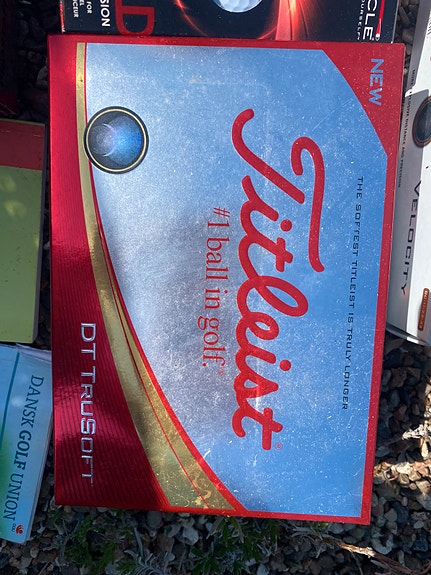 NEW
THE SOFTEST TITLEIST IS TRULY LONGER
Titleist®
#1 ball in golf.®
DT TRUSOFT
VELOCITY
DANSK GOLF UNION